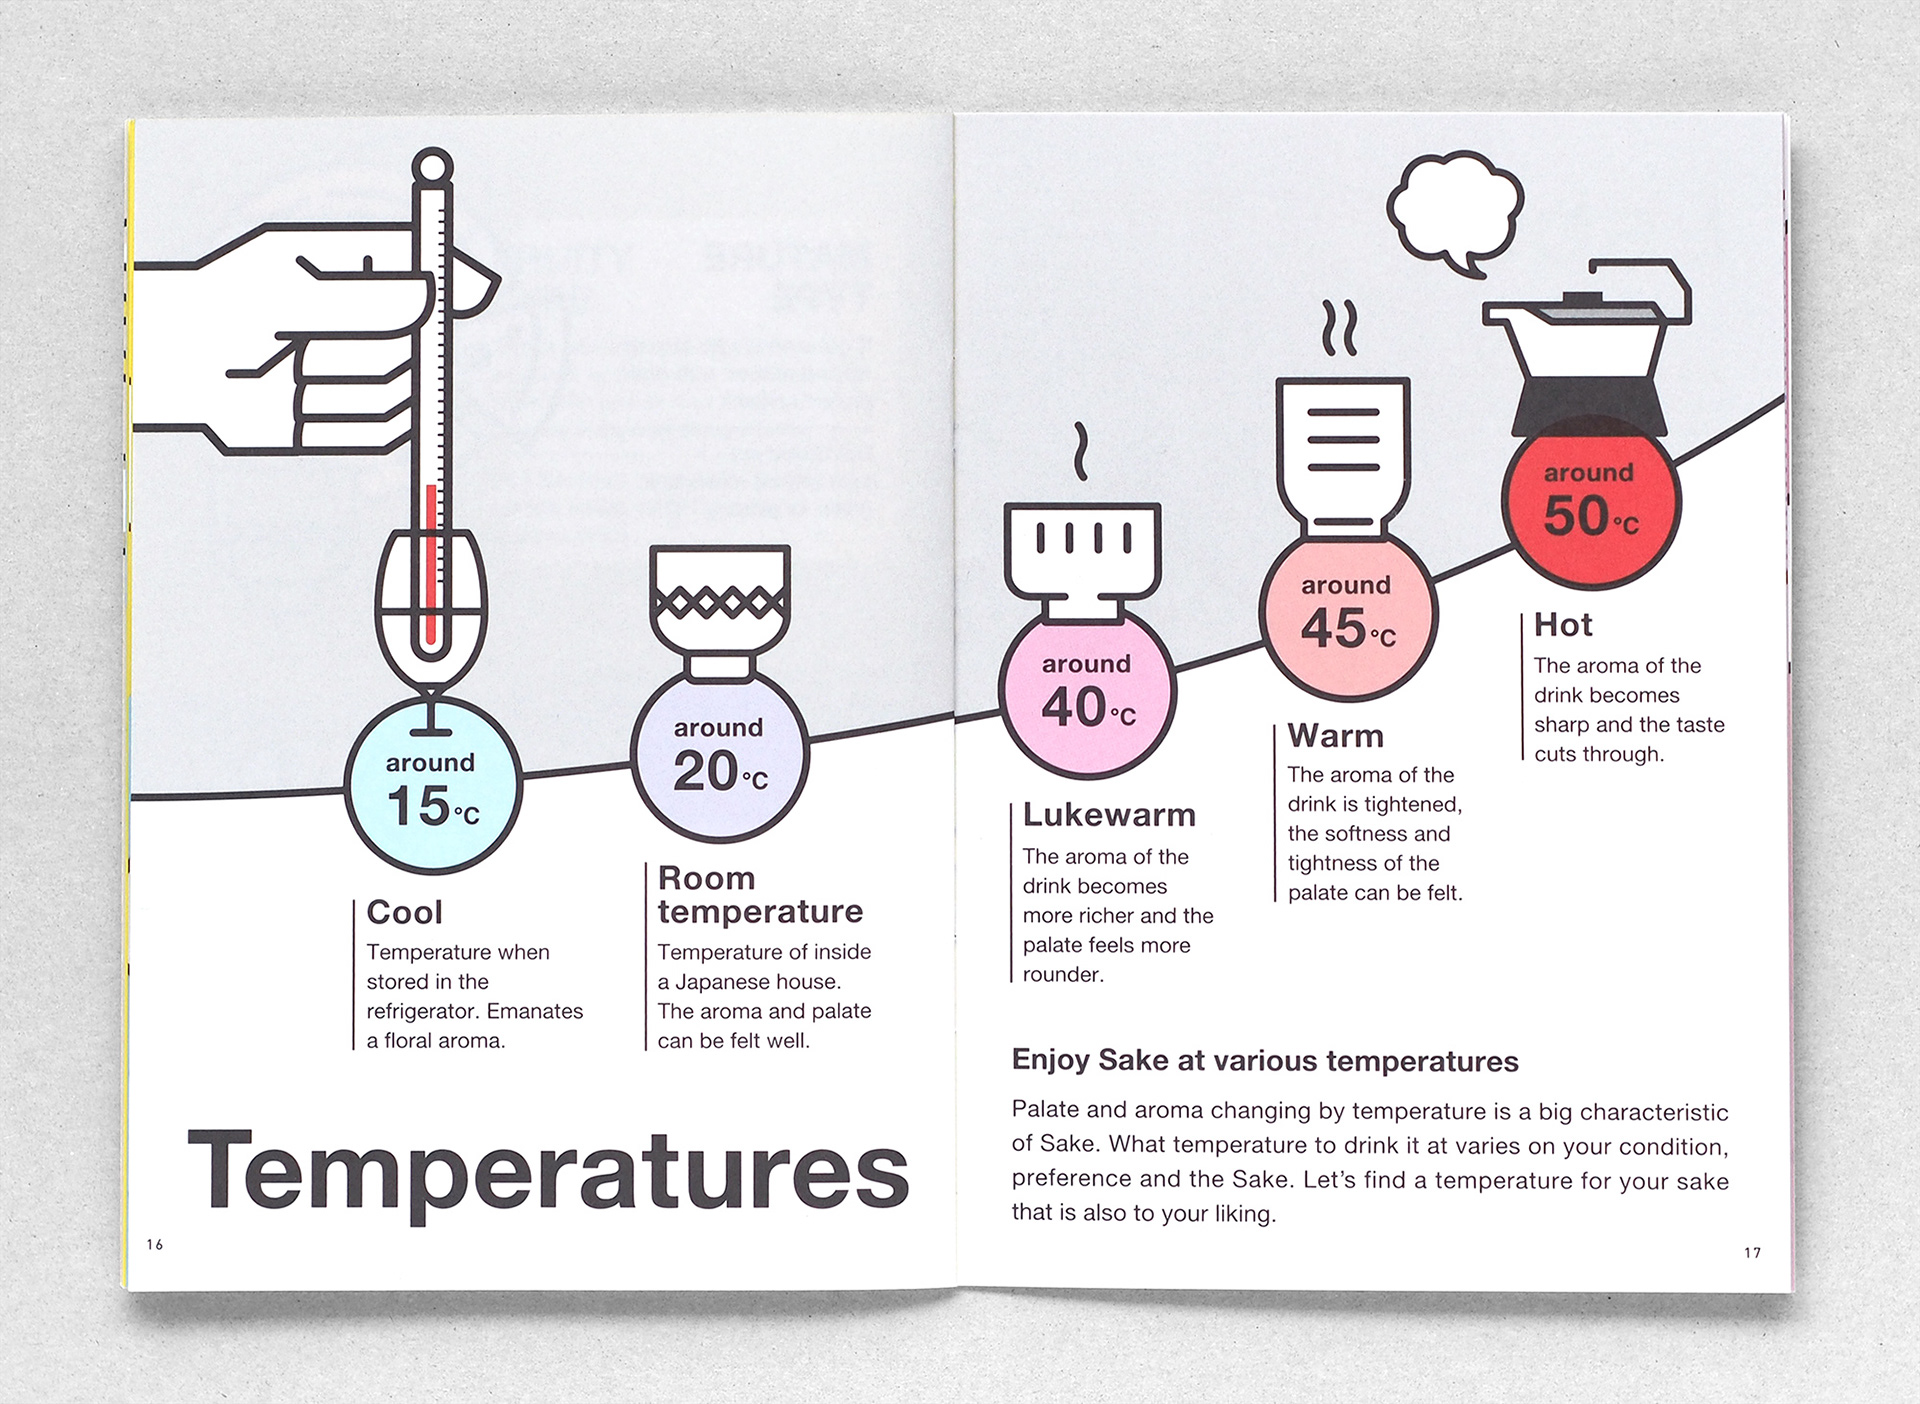 around
15°C
Cool
Temperature when
stored in the
refrigerator. Emanates
a floral aroma.
around
20°C
Room
temperature
Temperature of inside
a Japanese house.
The aroma and palate
can be felt well.
Temperatures
16
around
40°C
Lukewarm
The aroma of the
drink becomes
more richer and the
palate feels more
rounder.
around
45°C
Warm
The aroma of the
drink is tightened,
the softness and
tightness of the
palate can be felt.
around
50°C
Hot
The aroma of the
drink becomes
sharp and the taste
cuts through.
Enjoy Sake at various temperatures
Palate and aroma changing by temperature is a big characteristic
of Sake. What temperature to drink it at varies on your condition,
preference and the Sake. Let’s find a temperature for your sake
that is also to your liking.
17